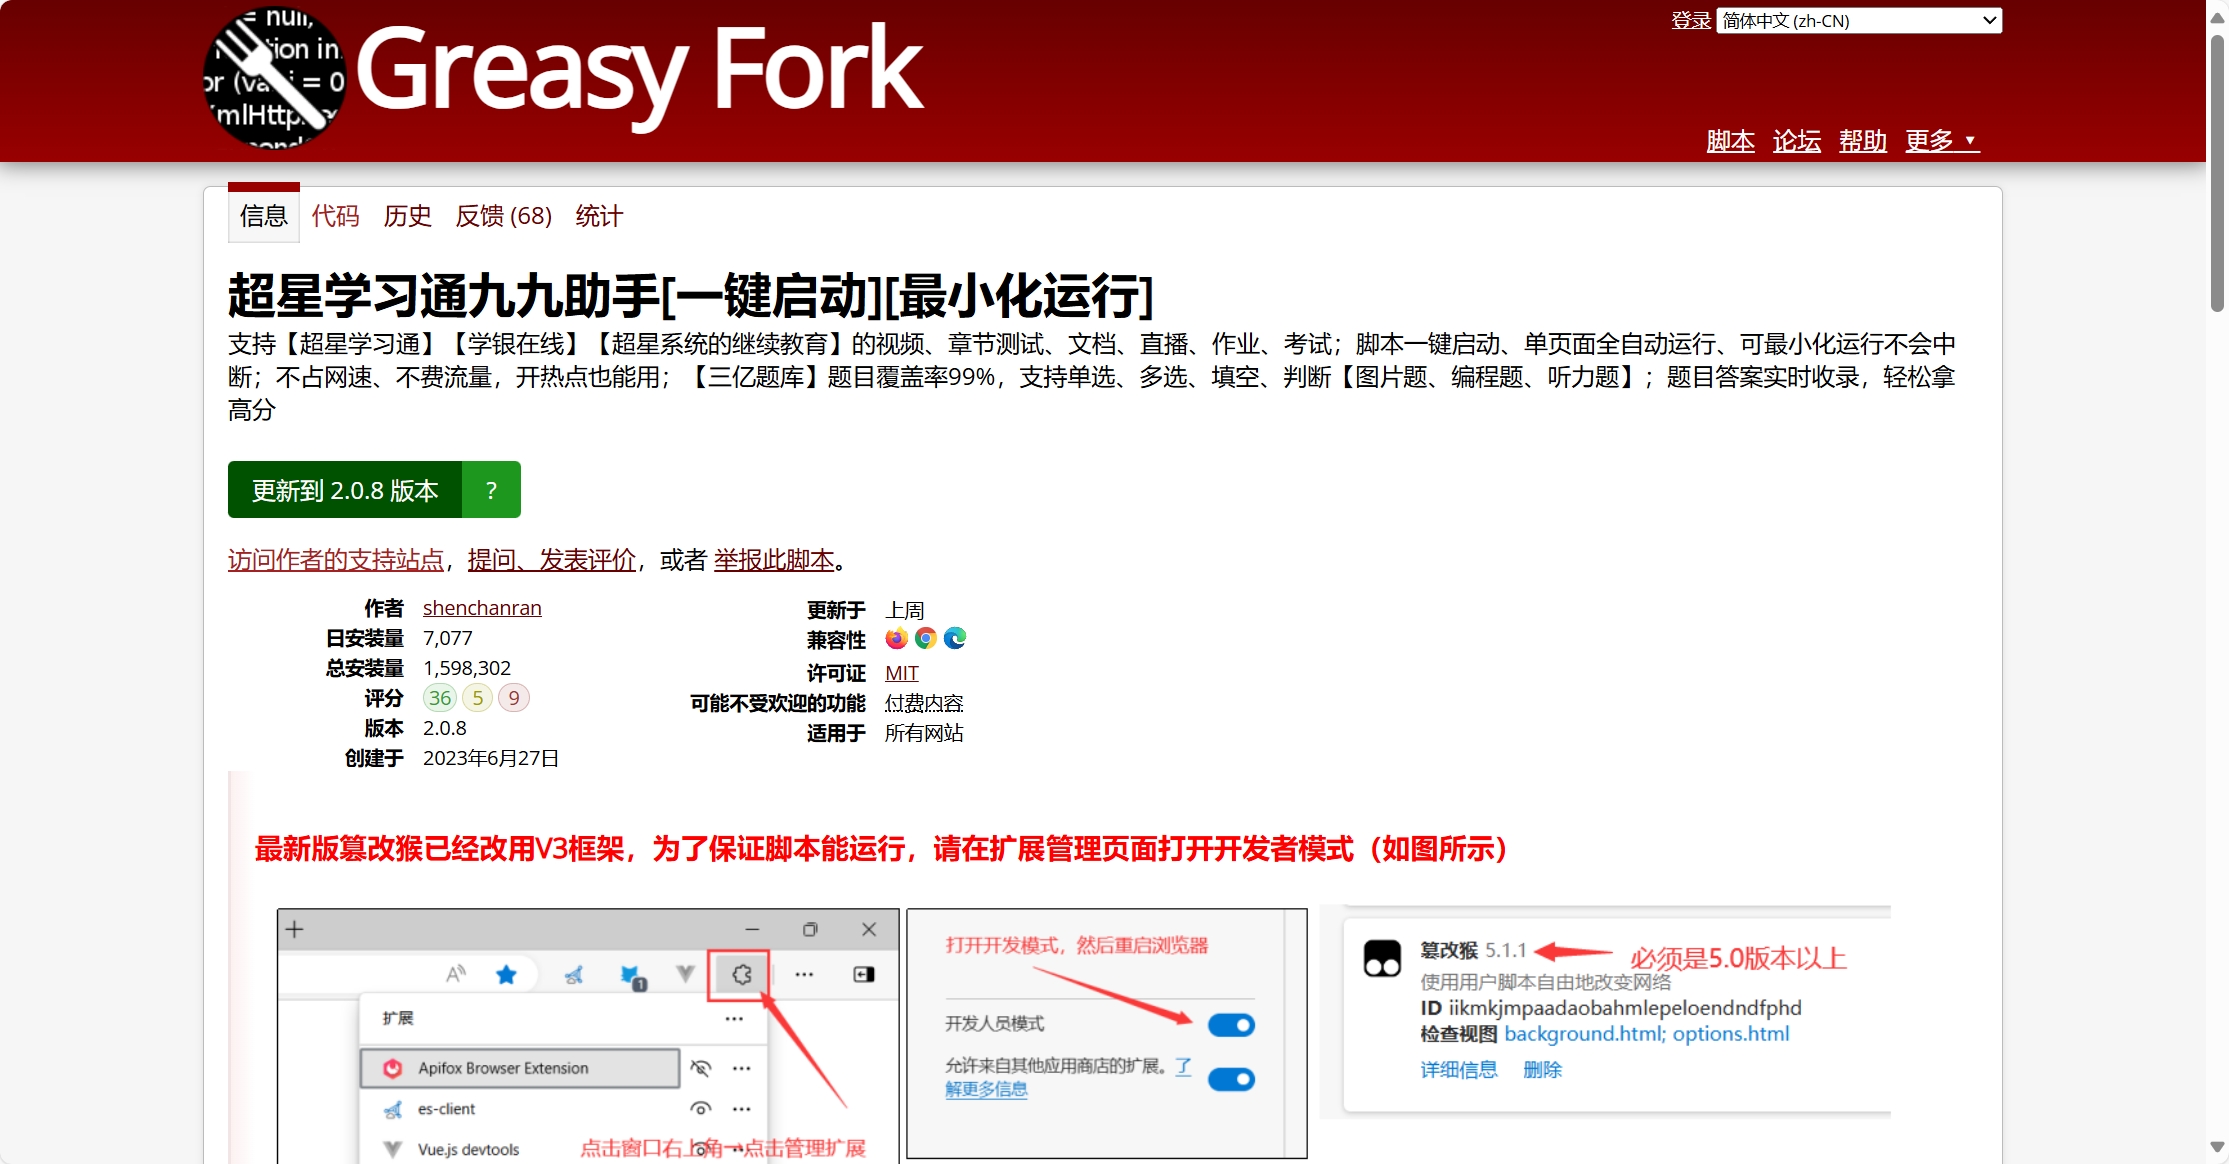 = null,
ion in
or (va i = 0
XmlHttp
Greasy Fork
登录 简体中文 (zh-CN)
脚本 论坛 帮助 更多 ▼
信息 代码 历史 反馈 (68) 统计
超星学习通九九助手[一键启动][最小化运行]
支持【超星学习通】【学银在线】【超星系统的继续教育】的视频、章节测试、文档、直播、作业、考试；脚本一键启动、单页面全自动运行、可最小化运行不会中
断；不占网速、不费流量，开热点也能用；【三亿题库】题目覆盖率99%，支持单选、多选、填空、判断【图片题、编程题、听力题】；题目答案实时收录，轻松拿
高分
更新到 2.0.8 版本 ?
访问作者的支持站点，提问、发表评价，或者 举报此脚本。
作者 shenchanran
日安装量 7,077
总安装量 1,598,302
评分 36 5 9
版本 2.0.8
创建于 2023年6月27日
更新于 上周
兼容性
许可证 MIT
可能不受欢迎的功能 付费内容
适用于 所有网站
最新版篡改猴已经改用V3框架，为了保证脚本能运行，请在扩展管理页面打开开发者模式（如图所示）
扩展
Apifox Browser Extension
es-client
Vue.js devtools
点击窗口右上角→点击管理扩展
打开开发模式，然后重启浏览器
开发人员模式
允许来自其他应用商店的扩展。了
解更多信息
篡改猴 5.1.1
必须是5.0版本以上
使用用户脚本自由地改变网络
ID iikmkjmpaadaobahmlepeloendndfphd
检查视图 background.html; options.html
详细信息 删除